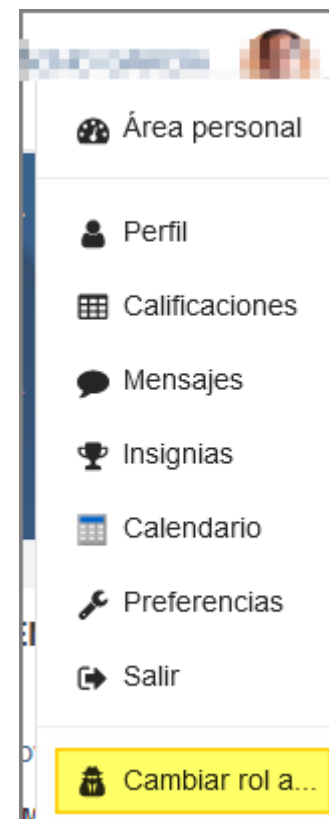 Área personal
Perfil
Calificaciones
Mensajes
Insignias
Calendario
Preferencias
Salir
Cambiar rol a...